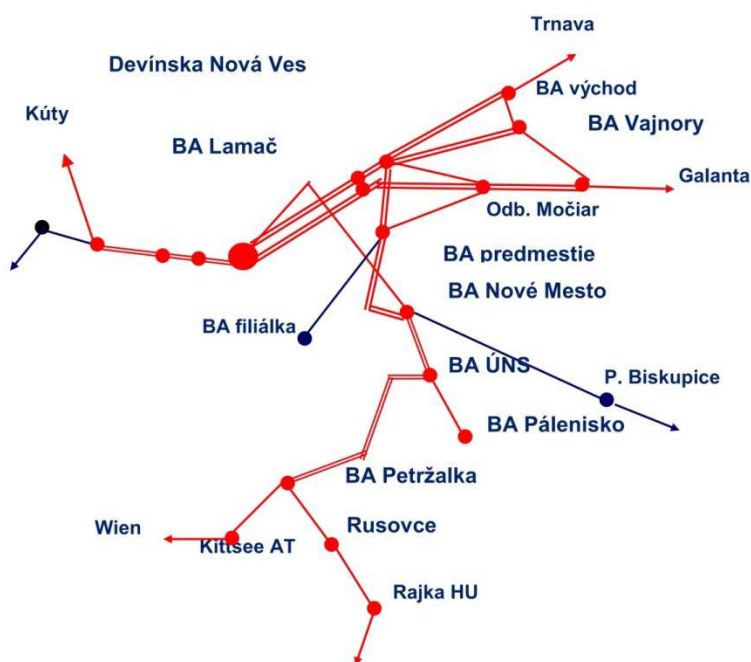 Trnava
Devínska Nová Ves
BA východ
Kúty
BA Vajnory
BA Lamač
Galanta
Odb. Močiar
BA predmestie
BA Nové Mesto
BA filiálka
BA ÚNS
P. Biskupice
BA Pálenisko
BA Petržalka
Wien
Rusovce
Kittsee AT
Rajka HU